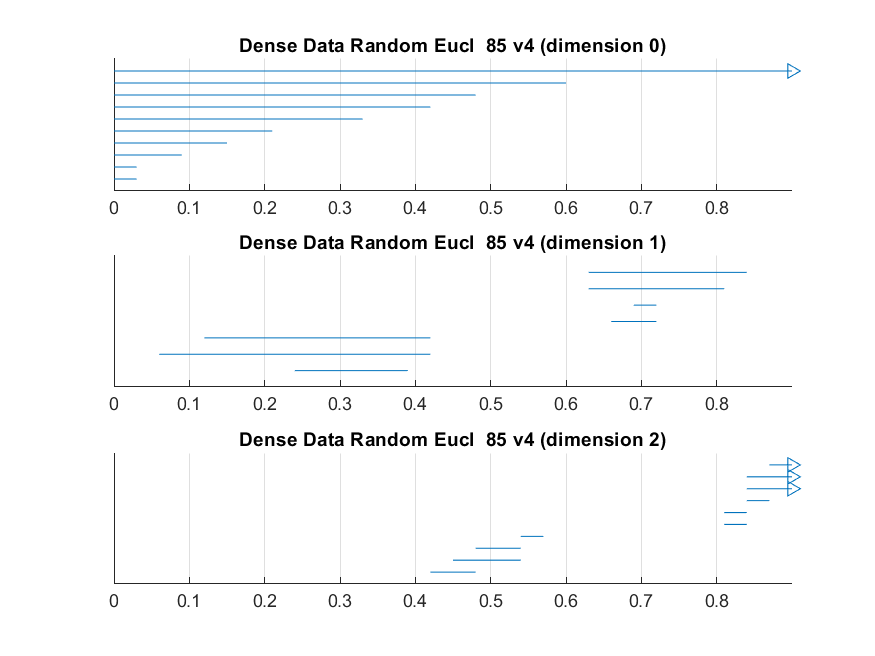 Dense Data Random Eucl  85 v4 (dimension 0)
0 0.1 0.2 0.3 0.4 0.5 0.6 0.7 0.8
Dense Data Random Eucl  85 v4 (dimension 1)
0 0.1 0.2 0.3 0.4 0.5 0.6 0.7 0.8
Dense Data Random Eucl  85 v4 (dimension 2)
0 0.1 0.2 0.3 0.4 0.5 0.6 0.7 0.8